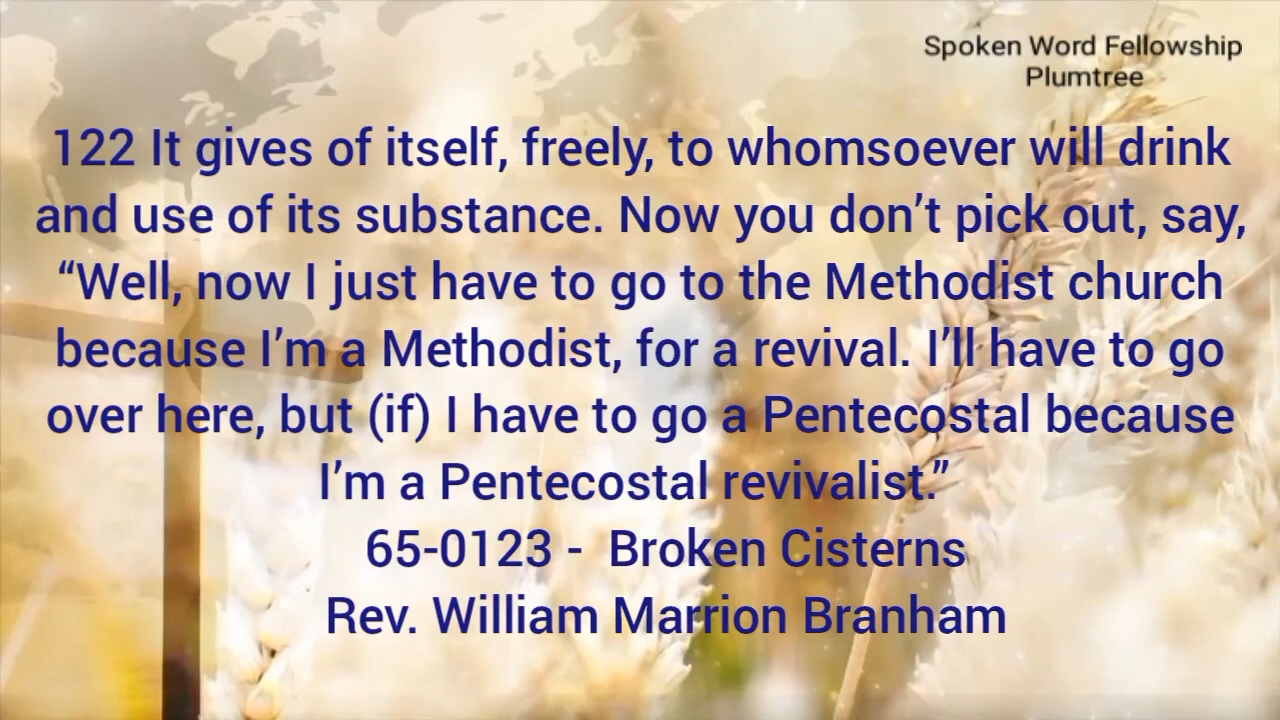 Spoken Word Fellowship
Plumtree
122 It gives of itself, freely, to whomsoever will drink
and use of its substance. Now you don’t pick out, say,
“Well, now I just have to go to the Methodist church
because I’m a Methodist, for a revival. I’ll have to go
over here, but (if) I have to go a Pentecostal because
I’m a Pentecostal revivalist.”
65-0123 - Broken Cisterns
Rev. William Marrion Branham